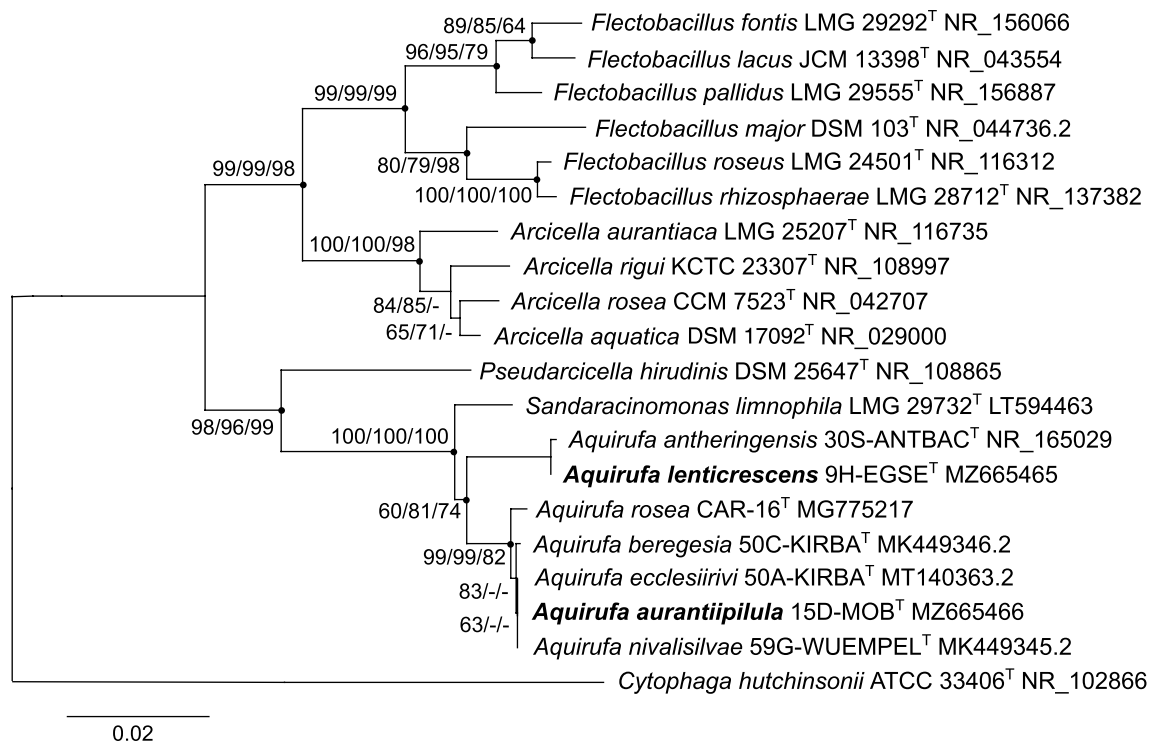 89/85/64
Flectobacillus fontis LMG 29292T NR_156066
96/95/79
Flectobacillus lacus JCM 13398T NR_043554
99/99/99
Flectobacillus pallidus LMG 29555T NR_156887
Flectobacillus major DSM 103T NR_044736.2
80/79/98
Flectobacillus roseus LMG 24501T NR_116312
99/99/98
100/100/100
Flectobacillus rhizosphaerae LMG 28712T NR_137382
100/100/98
Arcicella aurantiaca LMG 25207T NR_116735
Arcicella rigui KCTC 23307T NR_108997
84/85/-
Arcicella rosea CCM 7523T NR_042707
65/71/-
Arcicella aquatica DSM 17092T NR_029000
Pseudarcicella hirudinis DSM 25647T NR_108865
98/96/99
Sandaracinomonas limnophila LMG 29732T LT594463
100/100/100
Aquirufa antheringensis 30S-ANTBACT NR_165029
Aquirufa lenticrescens 9H-EGSET MZ665465
60/81/74
Aquirufa rosea CAR-16T MG775217
Aquirufa beregesia 50C-KIRBAT MK449346.2
99/99/82
Aquirufa ecclesiirivi 50A-KIRBAT MT140363.2
83/-/-
Aquirufa aurantiipilula 15D-MOBT MZ665466
63/-/-
Aquirufa nivalisilvae 59G-WUEMPELT MK449345.2
Cytophaga hutchinsonii ATCC 33406T NR_102866
0.02